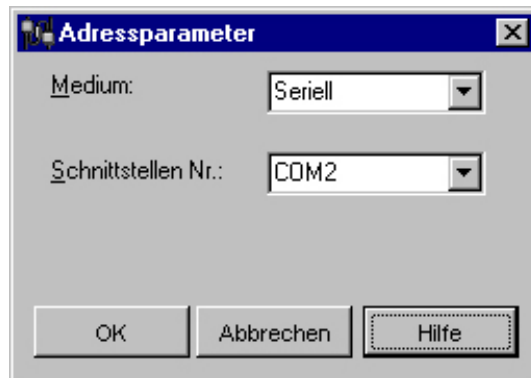 Adressparameter
Medium: Seriell
Schnittstellen Nr.: COM2
OK Abbrechen Hilfe